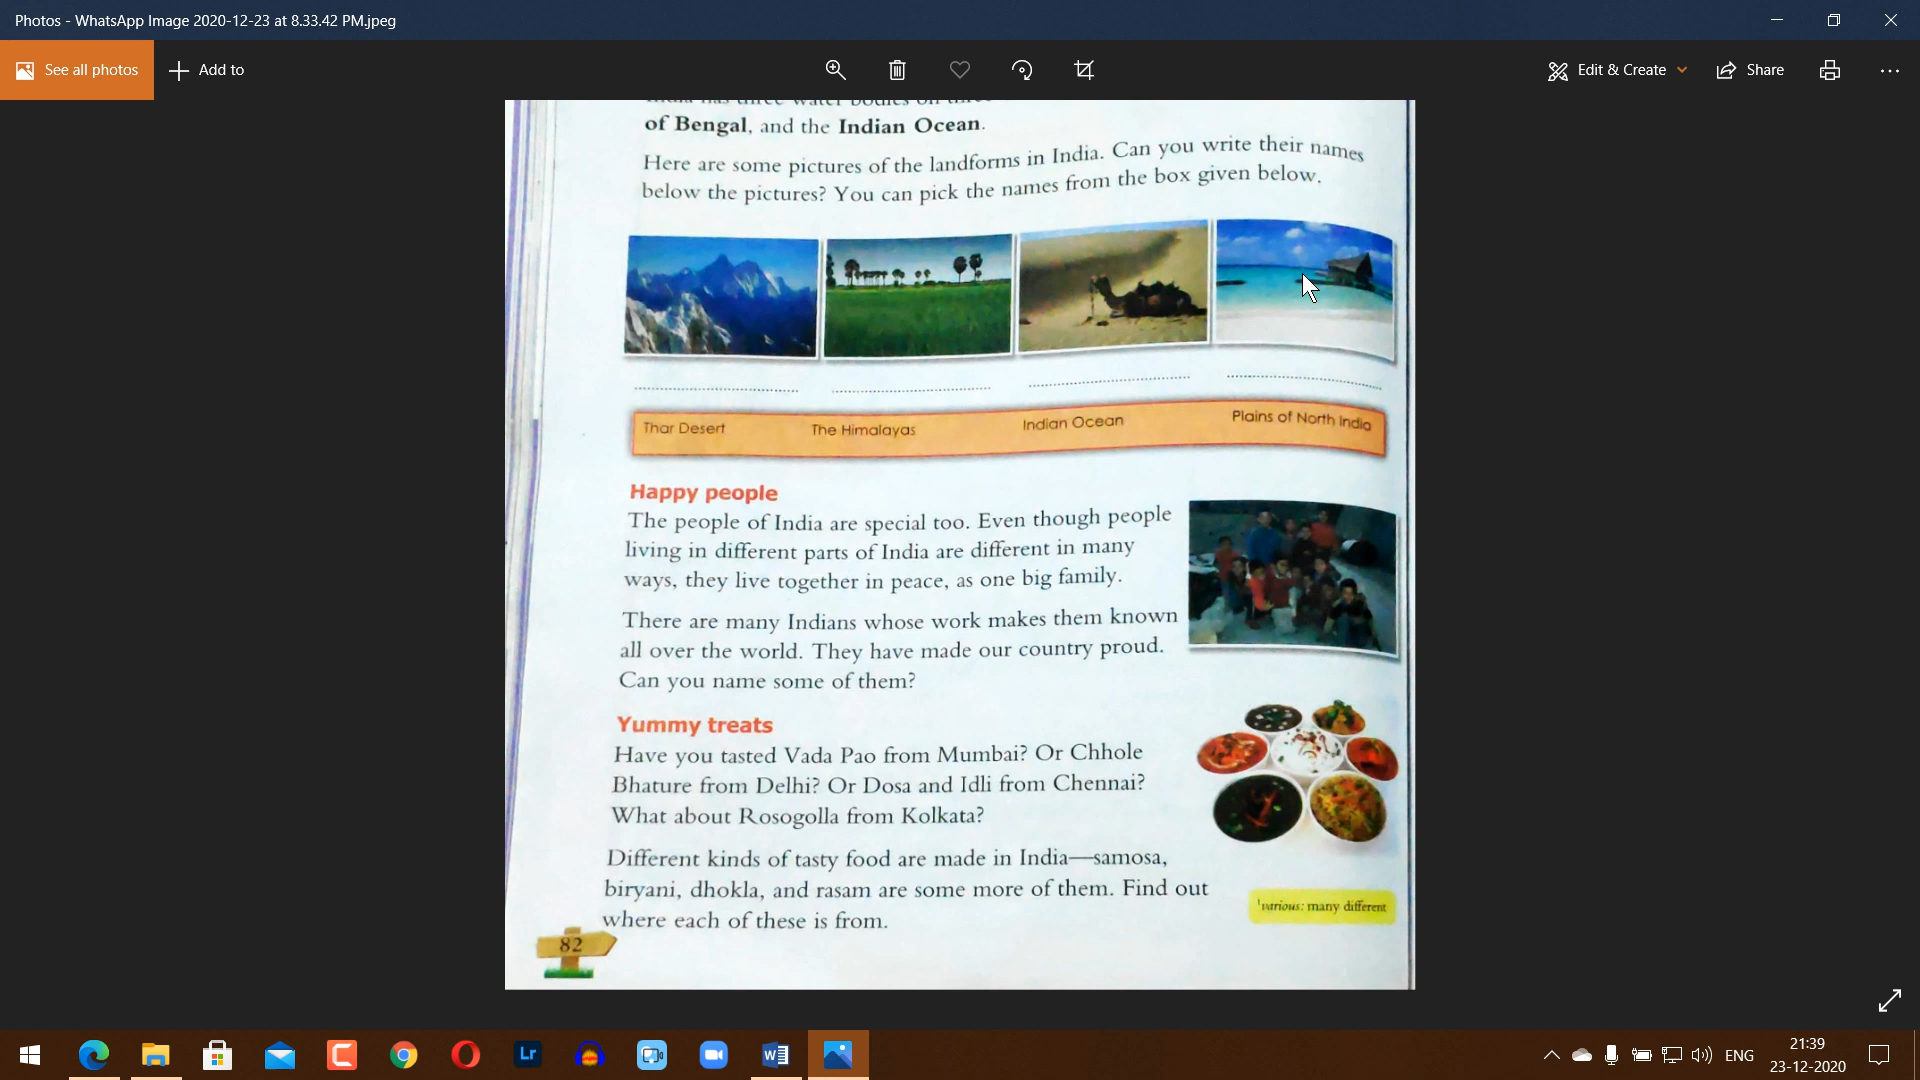 Photos - WhatsApp Image 2020-12-23 at 8.33.42 PM.jpeg
See all photos
Add to
Edit & Create
Share
India has three water bodies on three
of Bengal, and the Indian Ocean.
Here are some pictures of the landforms in India. Can you write their names
below the pictures? You can pick the names from the box given below.
Thar Desert The Himalayas Indian Ocean Plains of North India
Happy people
The people of India are special too. Even though people
living in different parts of India are different in many
ways, they live together in peace, as one big family.
There are many Indians whose work makes them known
all over the world. They have made our country proud.
Can you name some of them?
Yummy treats
Have you tasted Vada Pao from Mumbai? Or Chhole
Bhature from Delhi? Or Dosa and Idli from Chennai?
What about Rosogolla from Kolkata?
Different kinds of tasty food are made in India—samosa,
biryani, dhokla, and rasam are some more of them. Find out
where each of these is from.
¹various: many different
82
Lr
ENG
21:39
23-12-2020